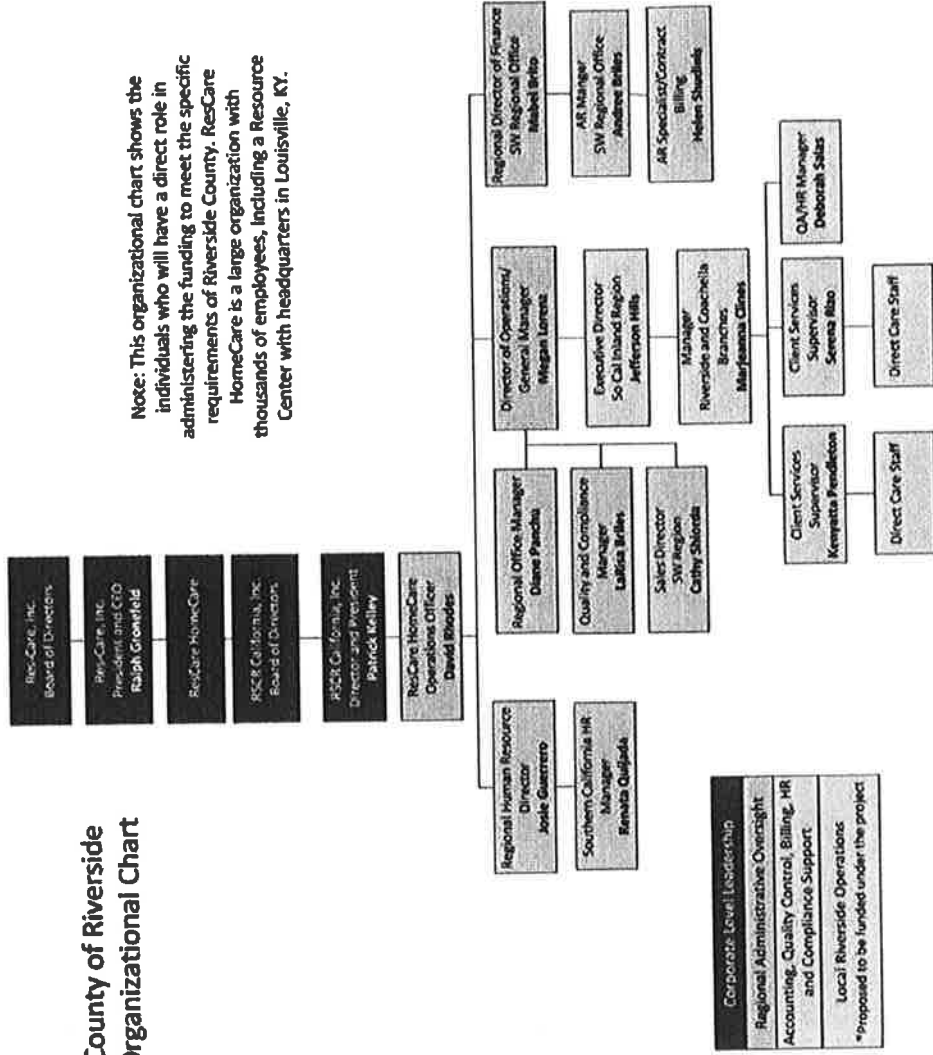 County of Riverside
Organizational Chart
Note: This organizational chart shows the
individuals who will have a direct role in
administering the funding to meet the specific
requirements of Riverside County. ResCare
HomeCare is a large organization with
thousands of employees, including a Resource
Center with headquarters in Louisville, KY.
Res-Care, Inc.
Board of Directors
Res-Care, Inc.
President and CEO
Ralph Gronefeld
ResCare HomeCare
RSCR California, Inc.
Board of Directors
RSCR California, Inc.
Director and President
Patrick Kelley
ResCare HomeCare
Operations Officer
David Rhodes
Regional Human Resource
Director
Josie Guerrero
Southern California HR
Manager
Renata Quijada
Director of Operations/
General Manager
Megan Lorenz
Regional Office Manager
Diane Panchu
Quality and Compliance
Manager
LaRisa Briles
Sales Director
SW Region
Cathy Shlorda
Executive Director
So Cal Inland Region
Jefferson Hills
Manager
Riverside and Coachella
Branches
Marjeanna Clines
Client Services
Supervisor
Kenyatta Pendleton
Direct Care Staff
Client Services
Supervisor
Serena Rizo
Direct Care Staff
QA/HR Manager
Deborah Salas
Regional Director of Finance
SW Regional Office
Mabel Brito
AR Manger
SW Regional Office
Andree Briles
AR Specialist/Contract
Billing
Helen Studinis
Corporate Level Leadership
Regional Administrative Oversight
Accounting, Quality Control, Billing, HR
and Compliance Support
Local Riverside Operations
*Proposed to be funded under the project